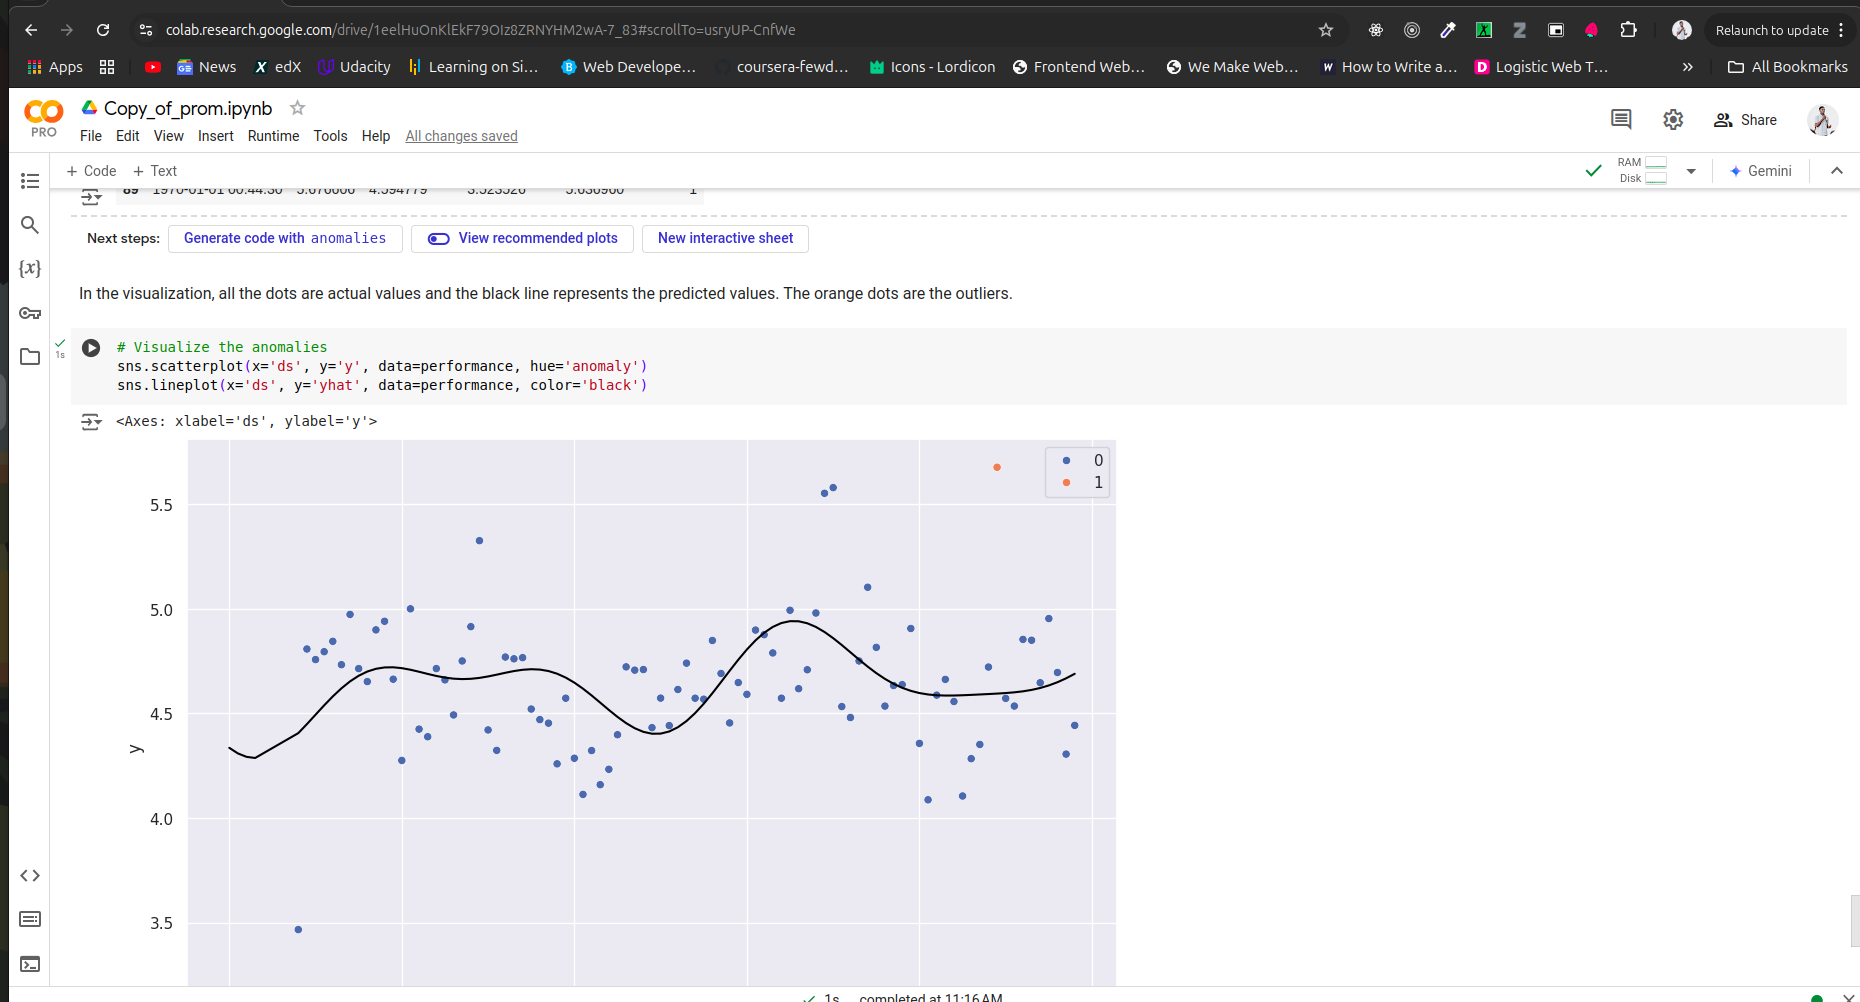 colab.research.google.com/drive/1eelHuOnKlEkF79OIz8ZRNYHM2wA-7_83#scrollTo=usryUP-CnfWe
Relaunch to update
Apps
News
edX
Udacity
Learning on Si...
Web Develope...
coursera-fewd...
Icons - Lordicon
Frontend Web...
We Make Web...
How to Write a...
Logistic Web T...
»
All Bookmarks
Copy_of_prom.ipynb
PRO
File Edit View Insert Runtime Tools Help All changes saved
Share
+ Code + Text
RAM
Disk
Gemini
89 1970-01-01 00:44:30 5.676606 4.594779 3.523526 5.630960 1
Next steps: Generate code with anomalies View recommended plots New interactive sheet
In the visualization, all the dots are actual values and the black line represents the predicted values. The orange dots are the outliers.
1s
# Visualize the anomalies
sns.scatterplot(x='ds', y='y', data=performance, hue='anomaly')
sns.lineplot(x='ds', y='yhat', data=performance, color='black')
<Axes: xlabel='ds', ylabel='y'>
0
1
5.5
5.0
4.5
y
4.0
3.5
1s completed at 11:16 AM